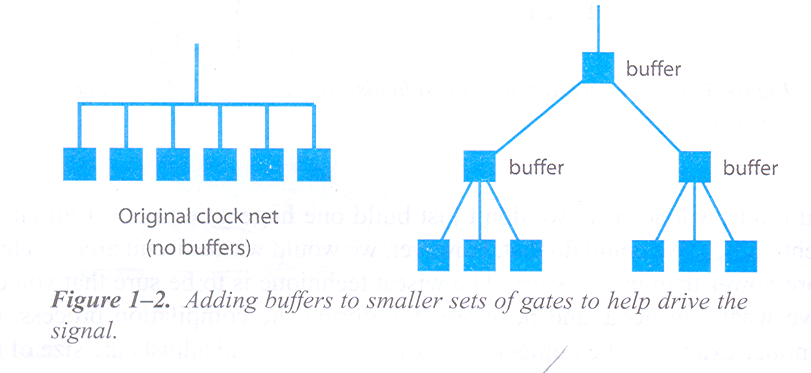 buffer
buffer
buffer
Original clock net
(no buffers)
Figure 1–2. Adding buffers to smaller sets of gates to help drive the
signal.